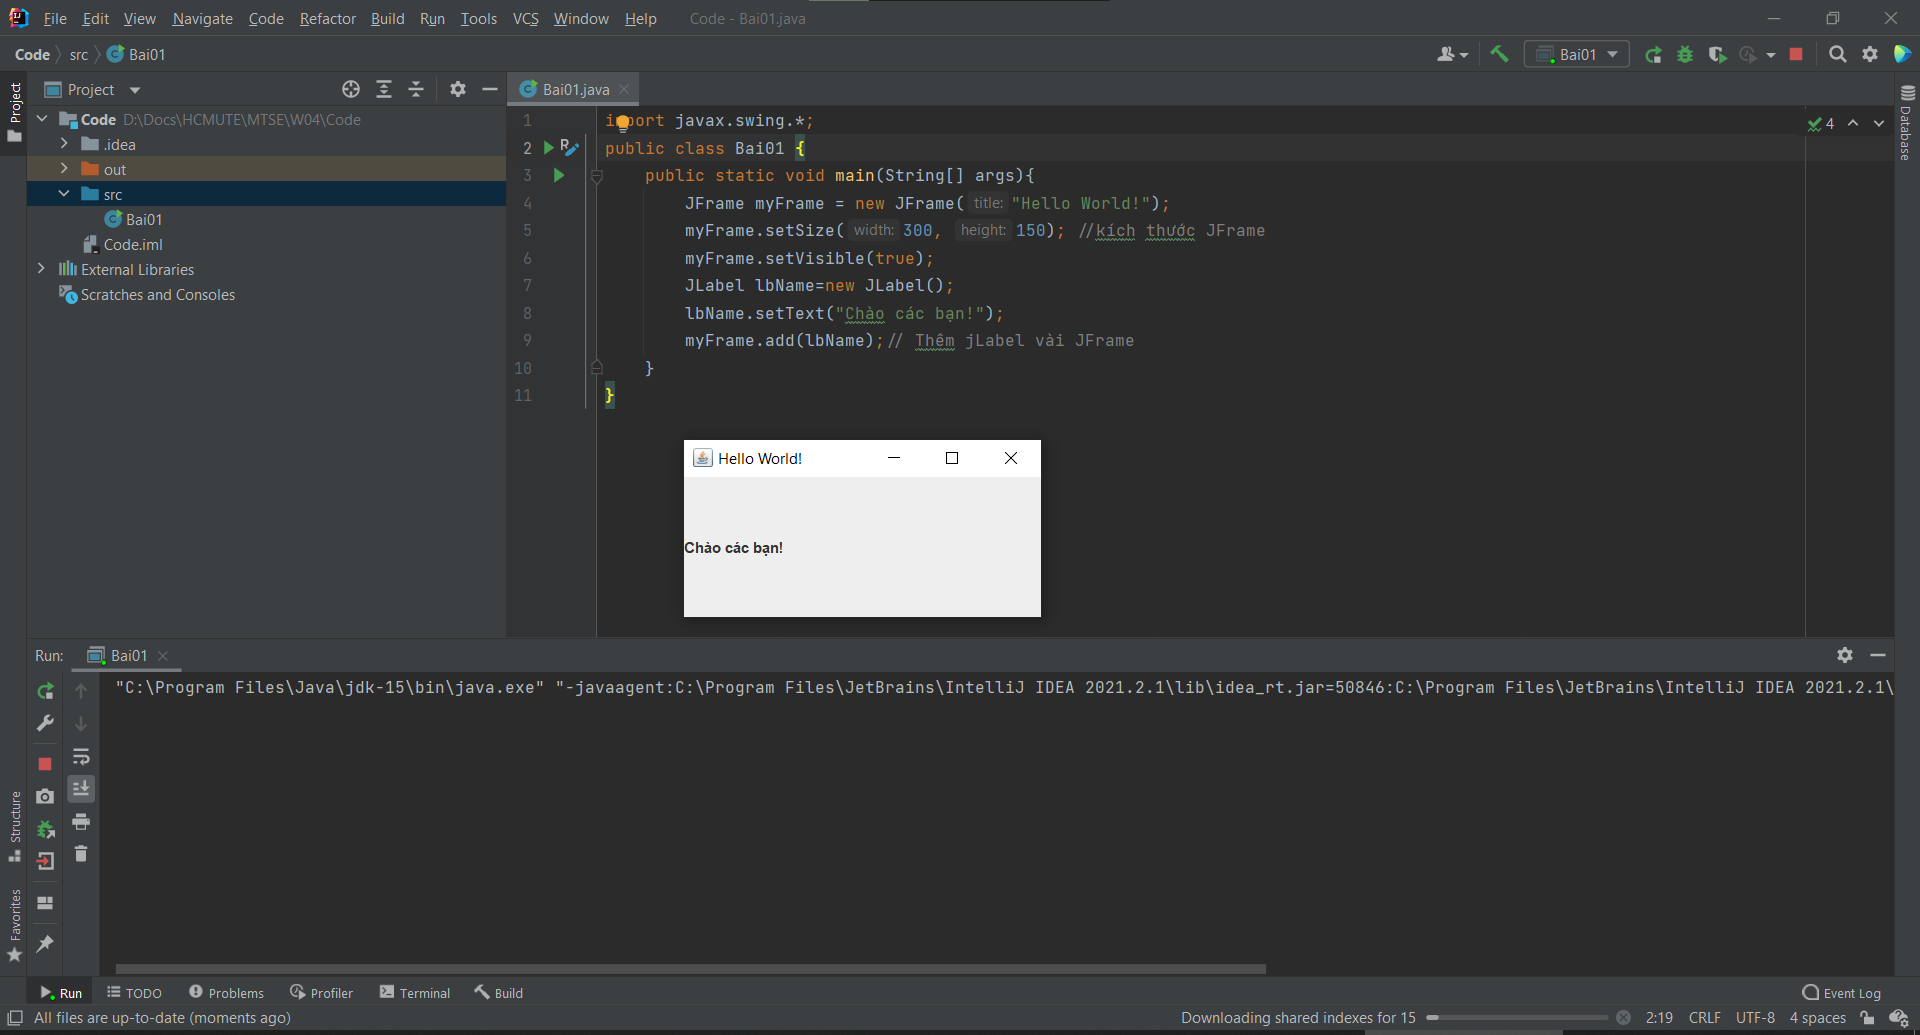 File Edit View Navigate Code Refactor Build Run Tools VCS Window Help Code - Bai01.java
Code src Bai01
Bai01
Project
Bai01.java
Project
Code D:\Docs\HCMUTE\MTSE\W04\Code
.idea
out
src
Bai01
Code.iml
External Libraries
Scratches and Consoles
1 import javax.swing.*;
2 public class Bai01 {
3 public static void main(String[] args){
4 JFrame myFrame = new JFrame( title: "Hello World!");
5 myFrame.setSize( width: 300, height: 150); //kích thước JFrame
6 myFrame.setVisible(true);
7 JLabel lbName=new JLabel();
8 lbName.setText("Chào các bạn!");
9 myFrame.add(lbName);// Thêm jLabel vài JFrame
10 }
11 }
4
Database
Hello World!
Chào các bạn!
Run: Bai01
"C:\Program Files\Java\jdk-15\bin\java.exe" "-javaagent:C:\Program Files\JetBrains\IntelliJ IDEA 2021.2.1\lib\idea_rt.jar=50846:C:\Program Files\JetBrains\IntelliJ IDEA 2021.2.1\
Structure
Favorites
Run TODO Problems Profiler Terminal Build Event Log
All files are up-to-date (moments ago) Downloading shared indexes for 15 2:19 CRLF UTF-8 4 spaces